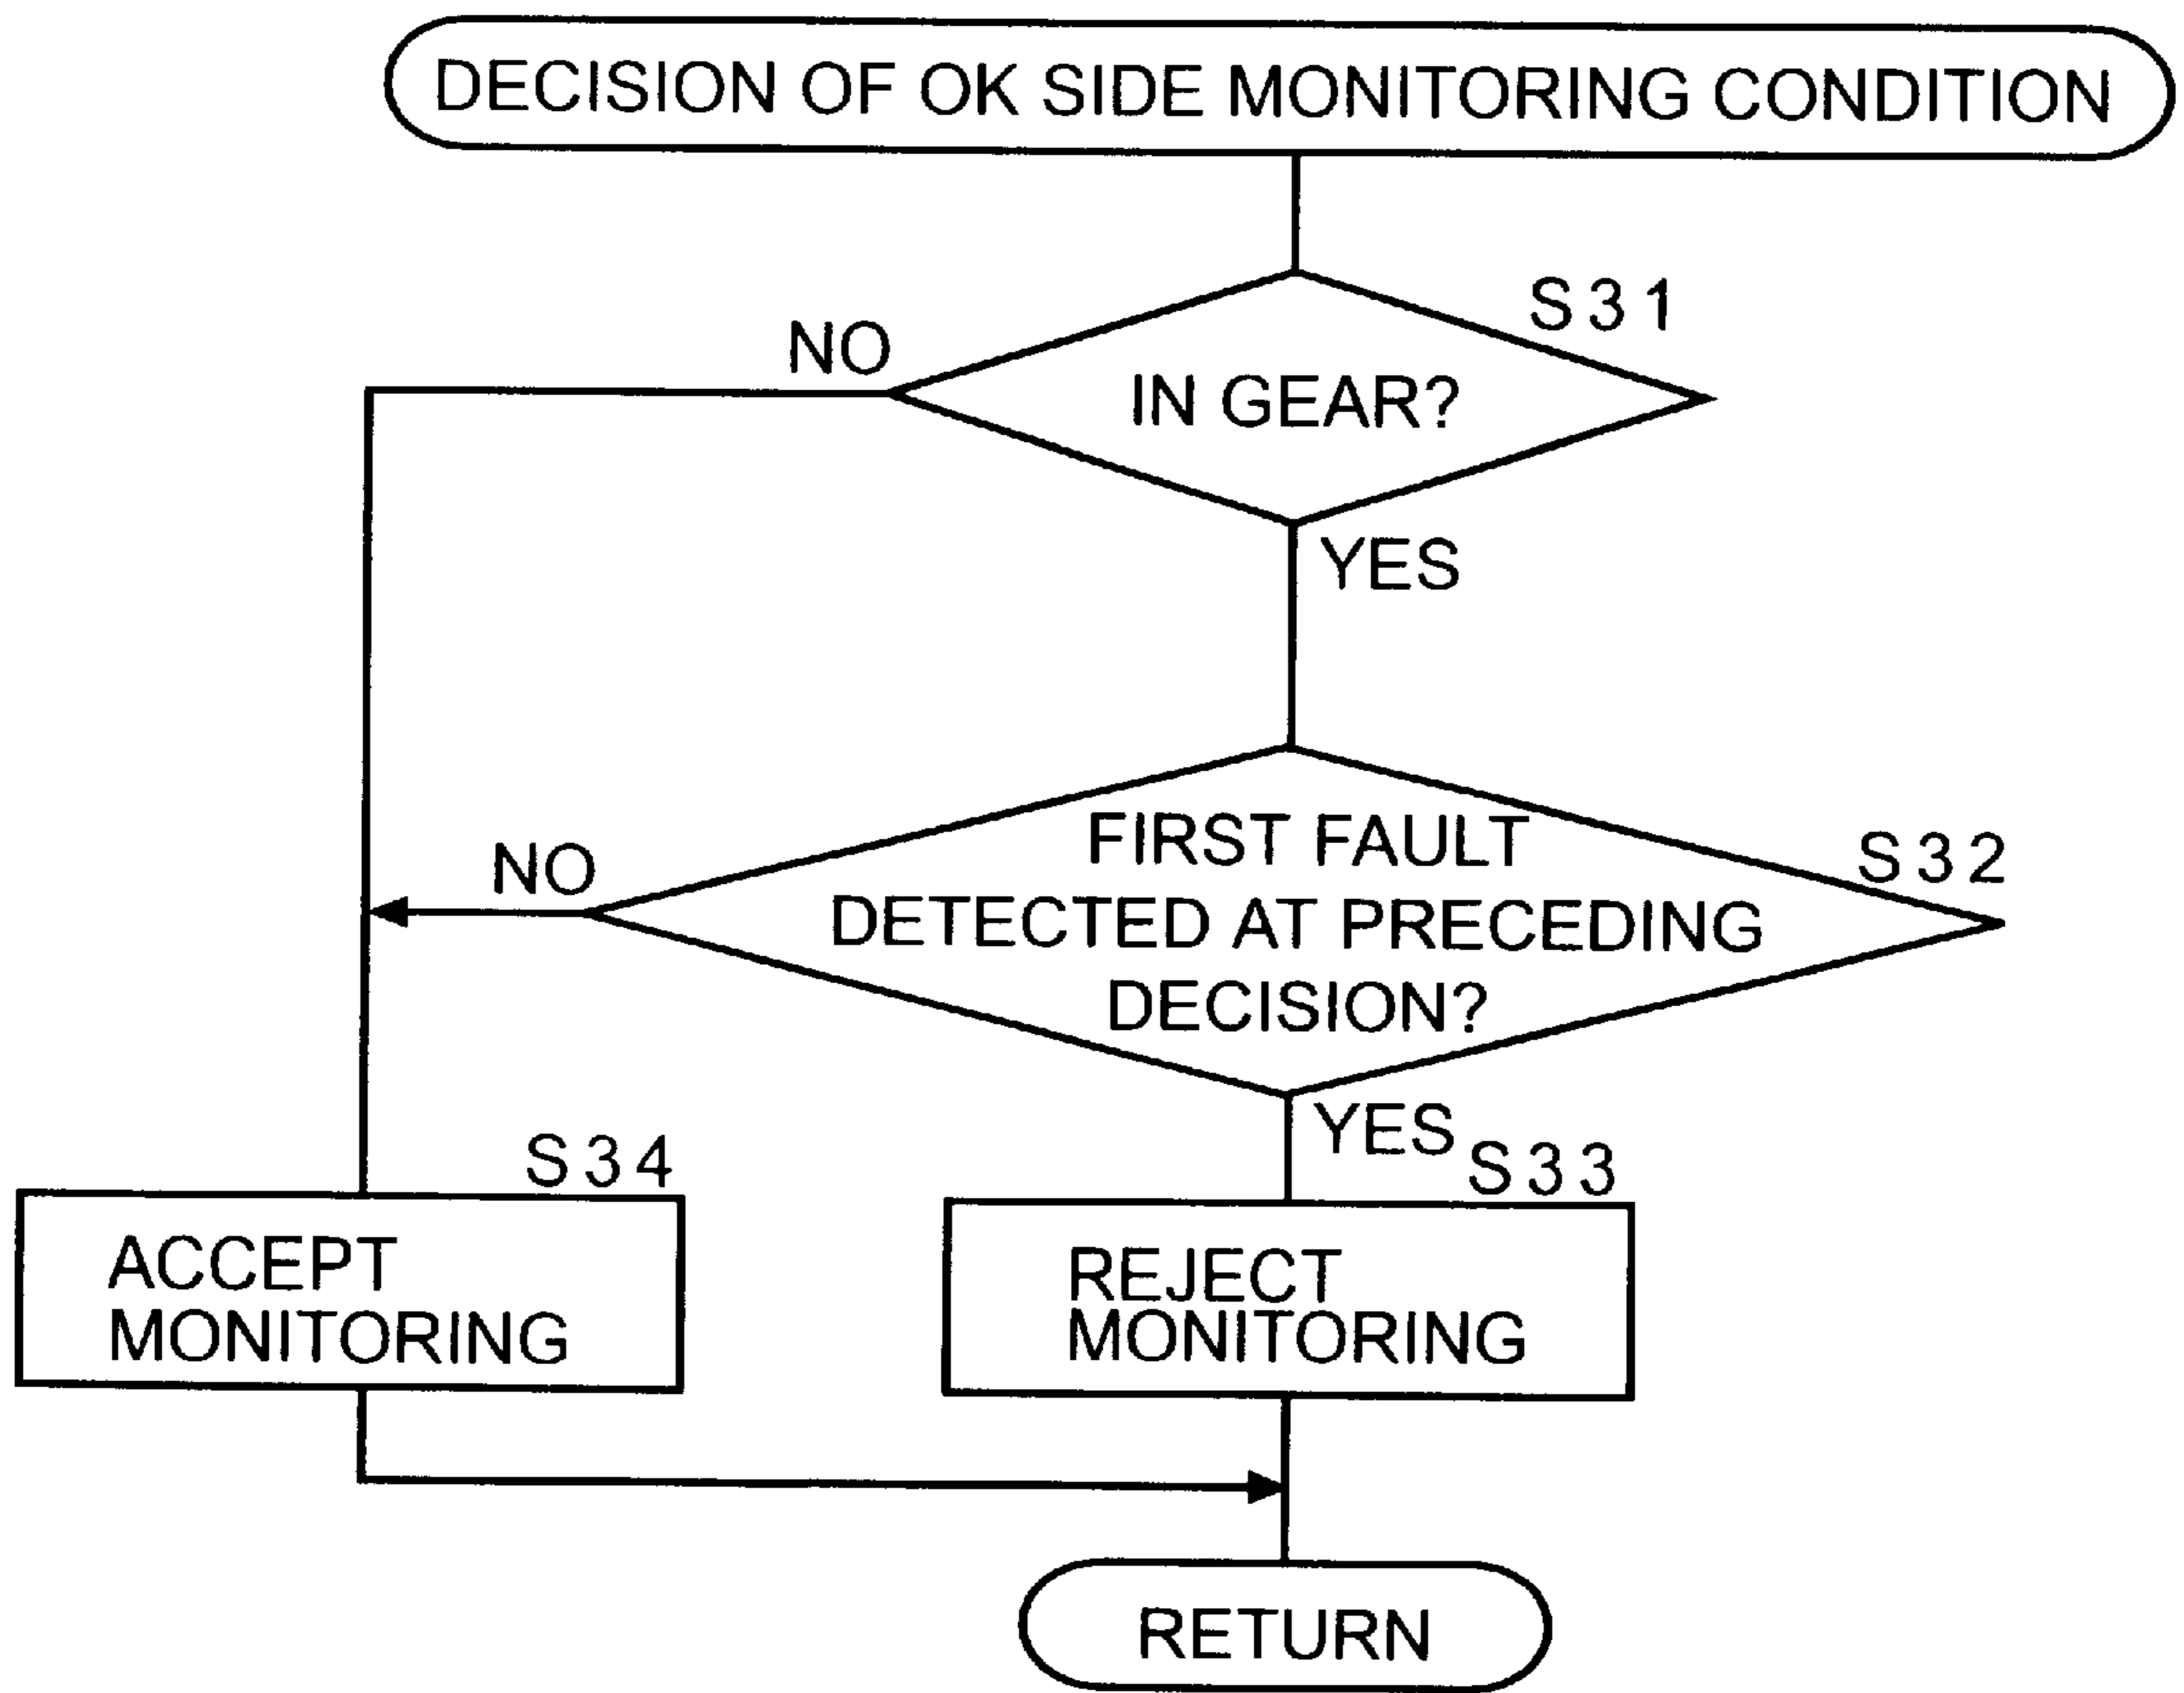 DECISION OF OK SIDE MONITORING CONDITION
S31
NO
IN GEAR?
YES
FIRST FAULT
DETECTED AT PRECEDING
DECISION?
S32
NO
YES
S34
S33
ACCEPT
MONITORING
REJECT
MONITORING
RETURN